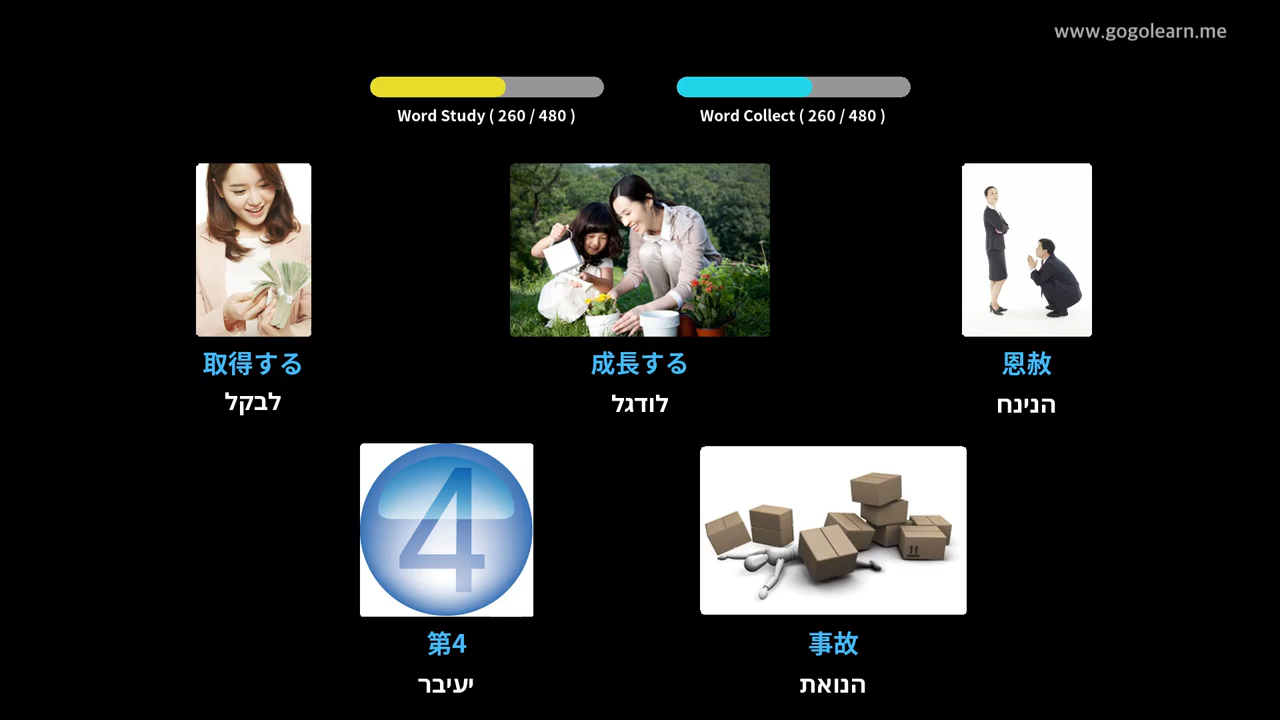 www.gogolearn.me
Word Study ( 260 / 480 )
Word Collect ( 260 / 480 )
取得する
成長する
恩赦
לבקל
לודגל
הנינח
4
第4
事故
יעיבר
הנואת